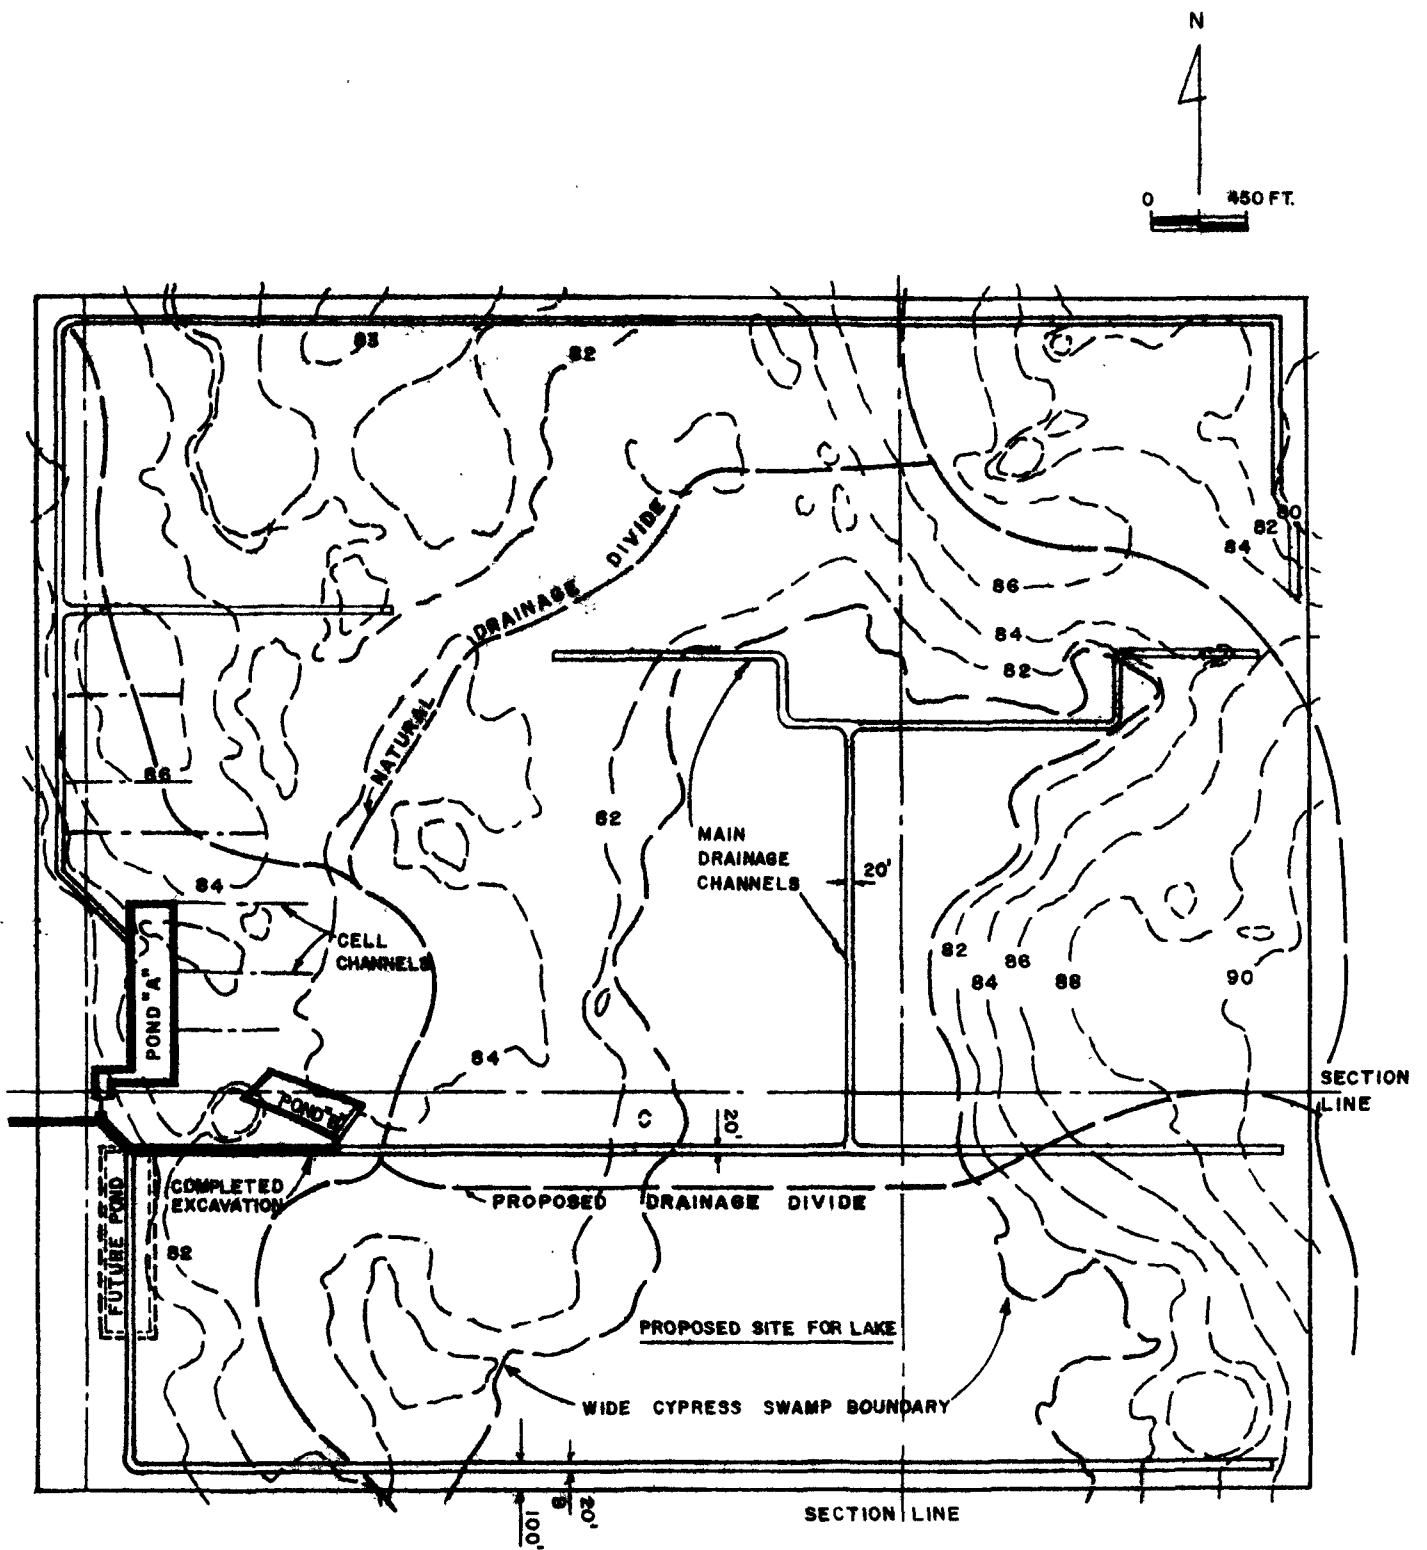 N
0 450 FT.
83
82
80
82
84
DIVIDE
DRAINAGE
NATURAL
86
84
82
86
82
MAIN
DRAINAGE
CHANNELS
20'
84
CELL
CHANNELS
82
84
86
88
90
POND "A"
84
POND "B"
SECTION
LINE
20'
COMPLETED
EXCAVATION
PROPOSED DRAINAGE DIVIDE
FUTURE POND
82
PROPOSED SITE FOR LAKE
WIDE CYPRESS SWAMP BOUNDARY
20'
100'
SECTION LINE